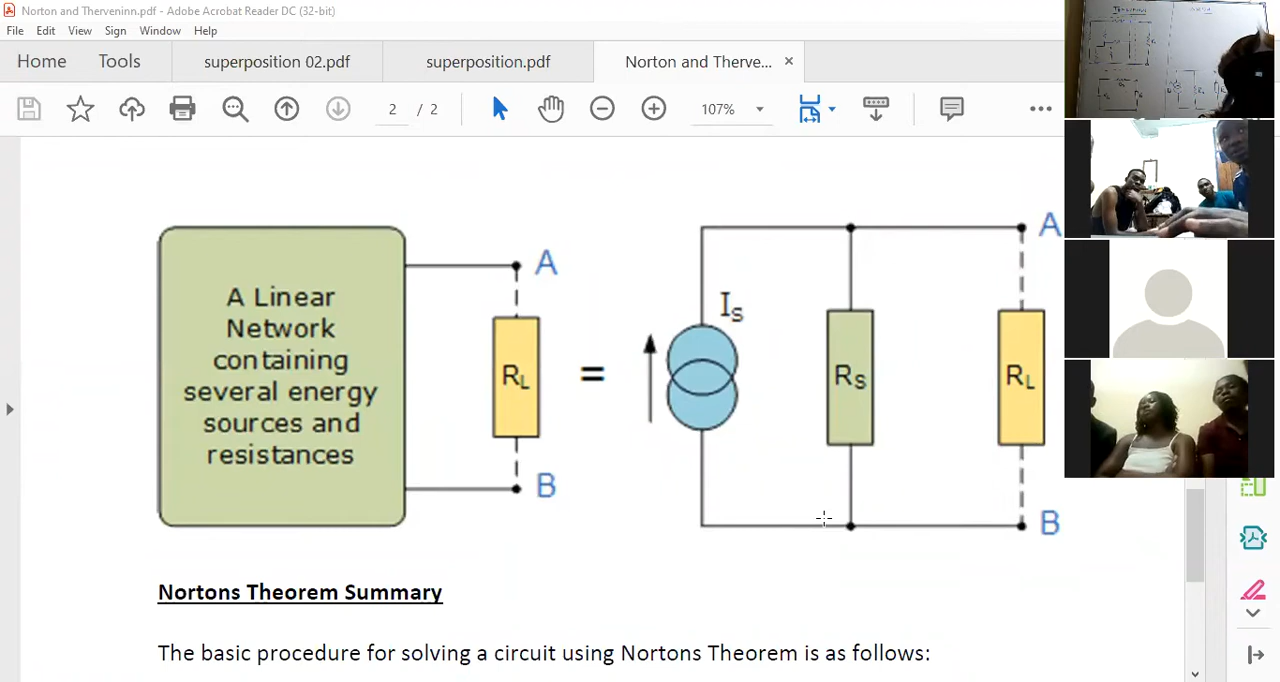 Norton and Therveninn.pdf - Adobe Acrobat Reader DC (32-bit)
File Edit View Sign Window Help
Home Tools superposition 02.pdf superposition.pdf Norton and Therve... ×
2 / 2 107%
A Linear
Network
containing
several energy
sources and
resistances
A
RL
B
=
IS
RS
A
RL
B
Nortons Theorem Summary
The basic procedure for solving a circuit using Nortons Theorem is as follows: